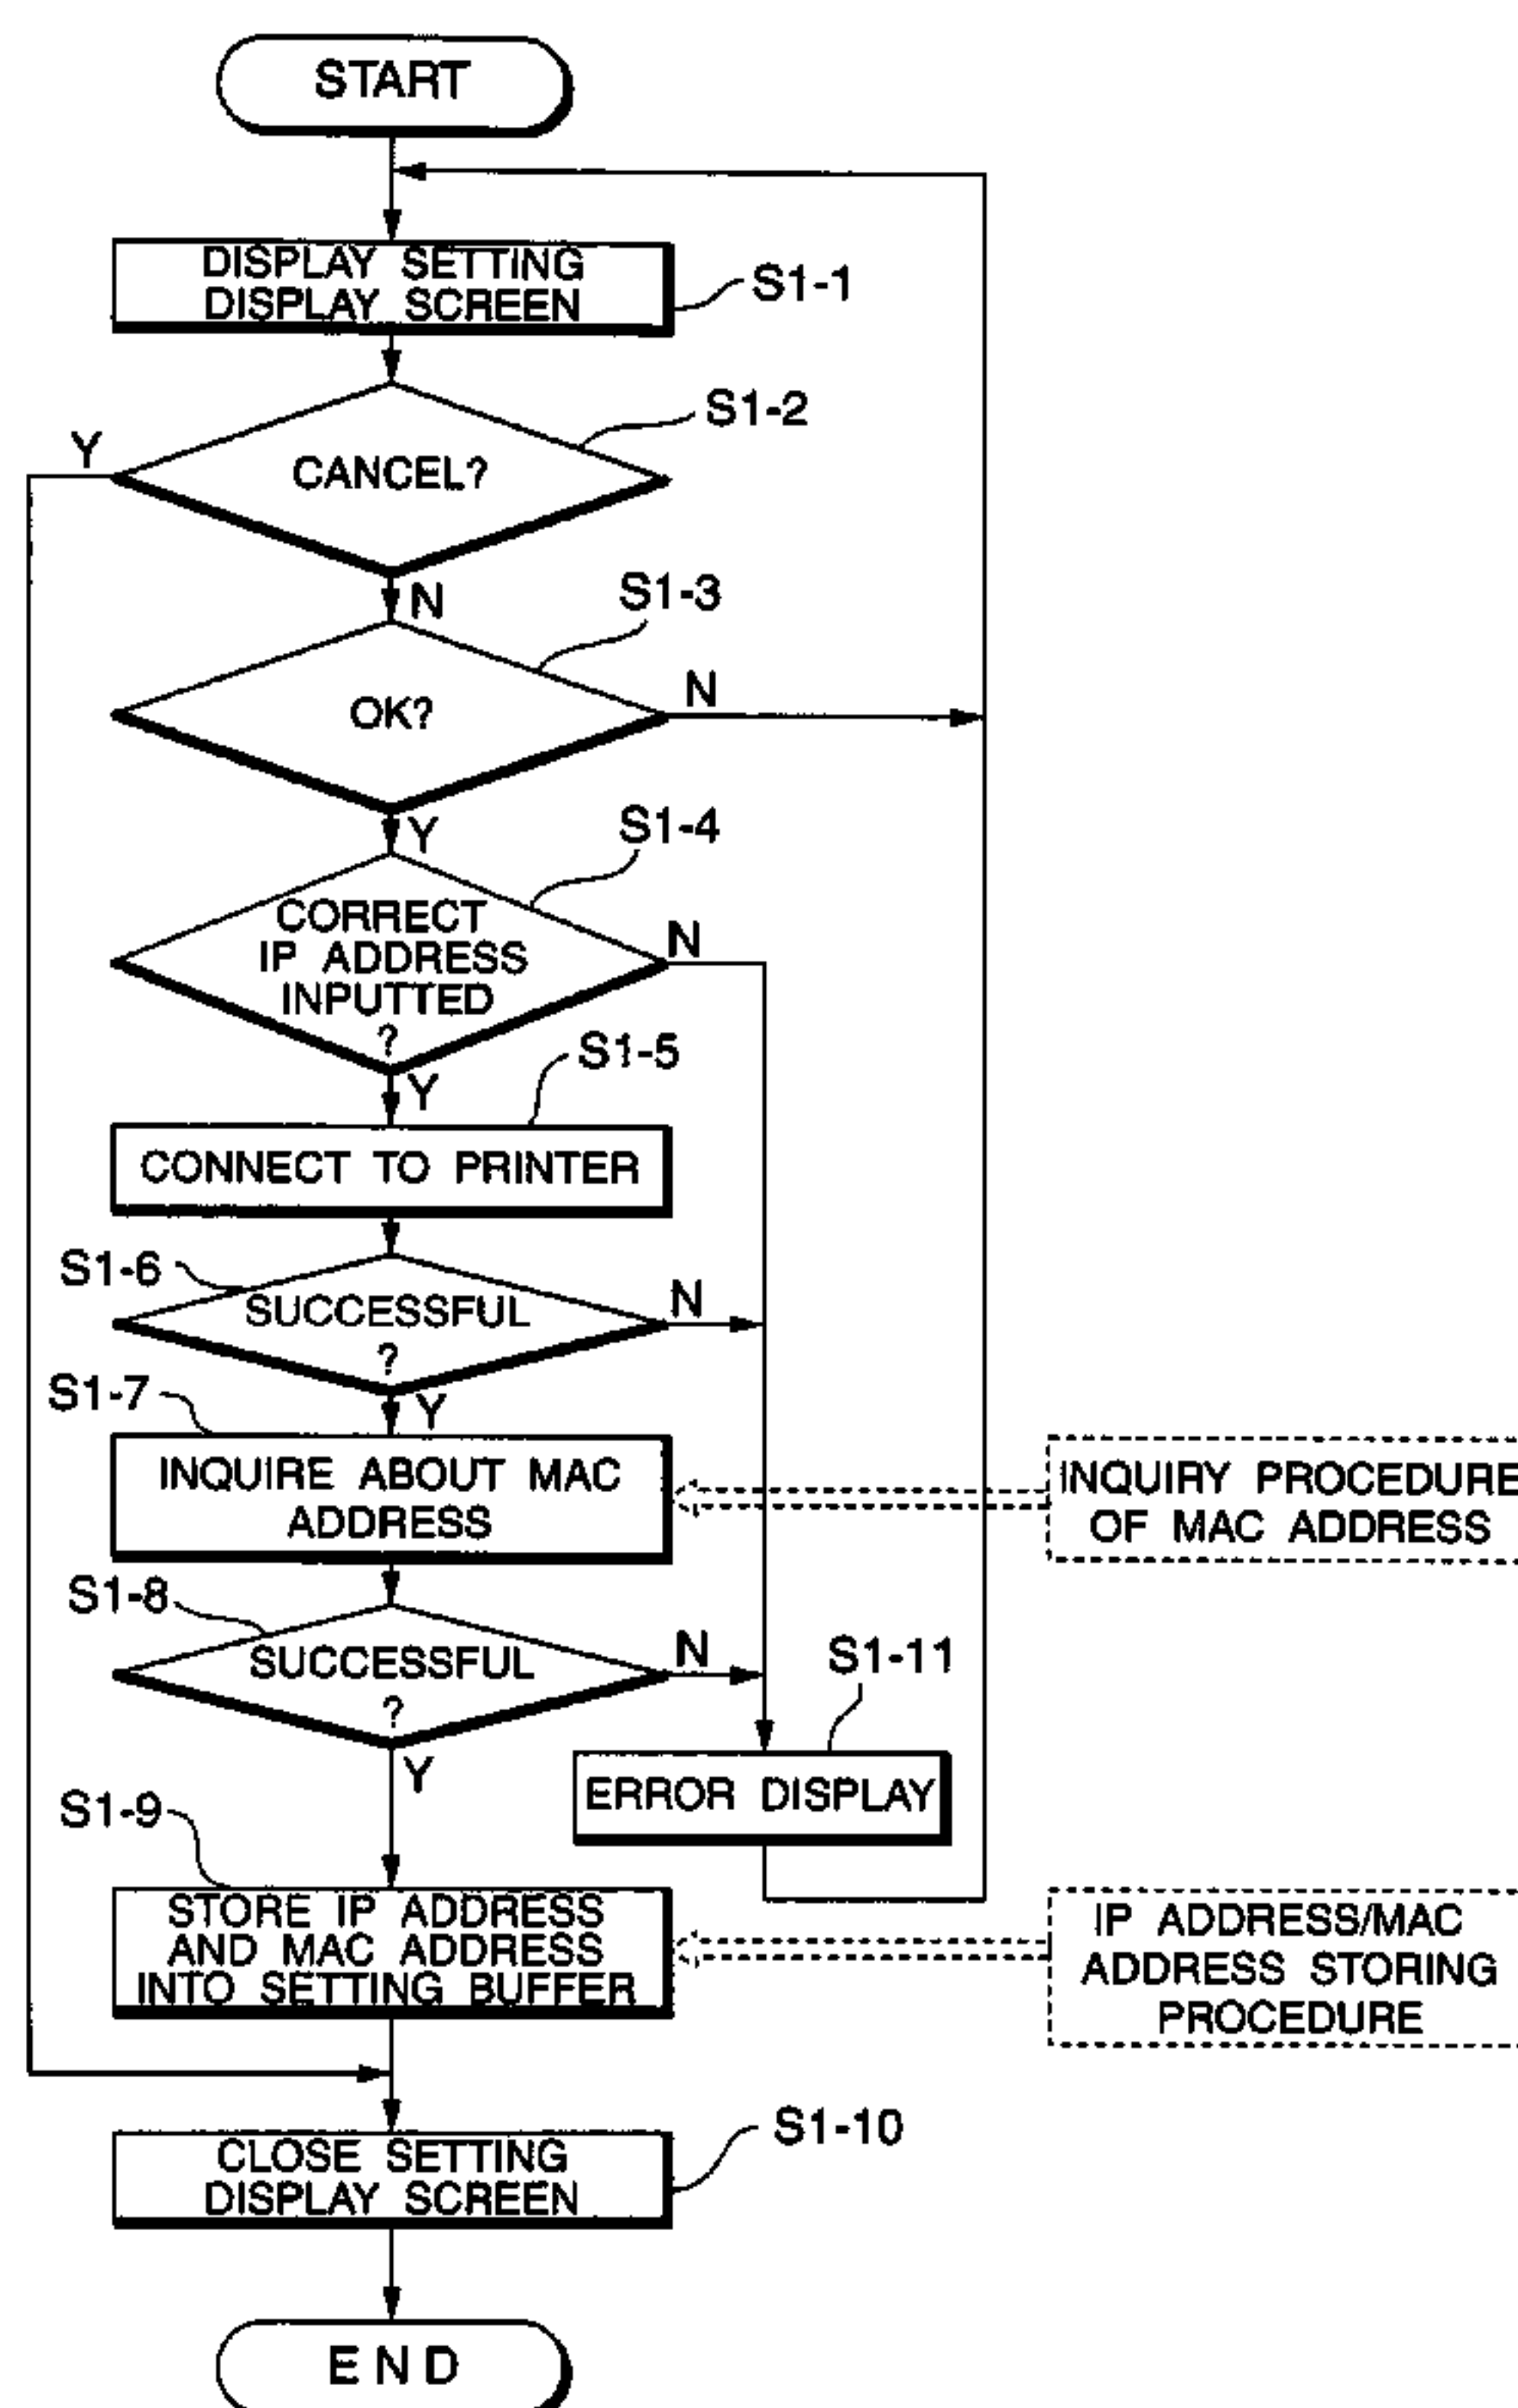 START
DISPLAY SETTING
DISPLAY SCREEN
S1-1
S1-2
Y
CANCEL?
N
S1-3
OK?
N
Y
S1-4
CORRECT
IP ADDRESS
INPUTTED
?
N
Y
S1-5
CONNECT TO PRINTER
S1-6
SUCCESSFUL
?
N
Y
S1-7
INQUIRE ABOUT MAC
ADDRESS
INQUIRY PROCEDURE
OF MAC ADDRESS
S1-8
SUCCESSFUL
?
N
Y
S1-11
ERROR DISPLAY
S1-9
STORE IP ADDRESS
AND MAC ADDRESS
INTO SETTING BUFFER
IP ADDRESS/MAC
ADDRESS STORING
PROCEDURE
S1-10
CLOSE SETTING
DISPLAY SCREEN
END